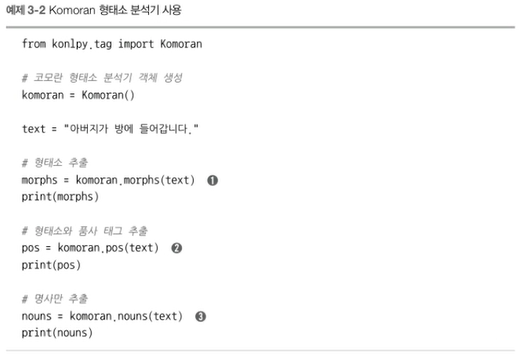 예제 3-2 Komoran 형태소 분석기 사용
from konlpy.tag import Komoran
# 코모란 형태소 분석기 객체 생성
komoran = Komoran()
text = "아버지가 방에 들어갑니다."
# 형태소 추출
morphs = komoran.morphs(text) ❶
print(morphs)
# 형태소와 품사 태그 추출
pos = komoran.pos(text) ❷
print(pos)
# 명사만 추출
nouns = komoran.nouns(text) ❸
print(nouns)